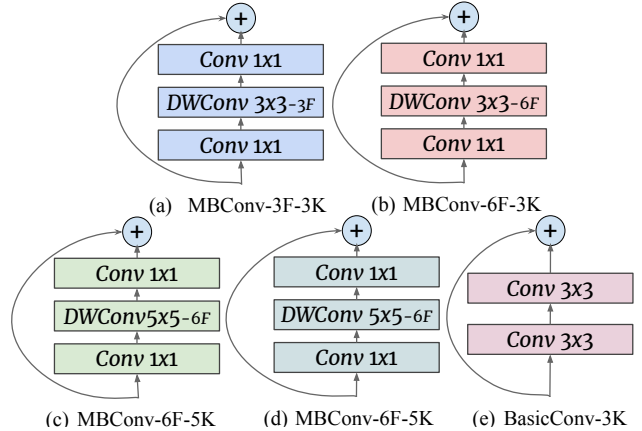 +
Conv 1x1
DWConv 3x3-3F
Conv 1x1
(a) MBConv-3F-3K
+
Conv 1x1
DWConv 3x3-6F
Conv 1x1
(b) MBConv-6F-3K
+
Conv 1x1
DWConv5x5-6F
Conv 1x1
(c) MBConv-6F-5K
+
Conv 1x1
DWConv 5x5-6F
Conv 1x1
(d) MBConv-6F-5K
+
Conv 3x3
Conv 3x3
(e) BasicConv-3K